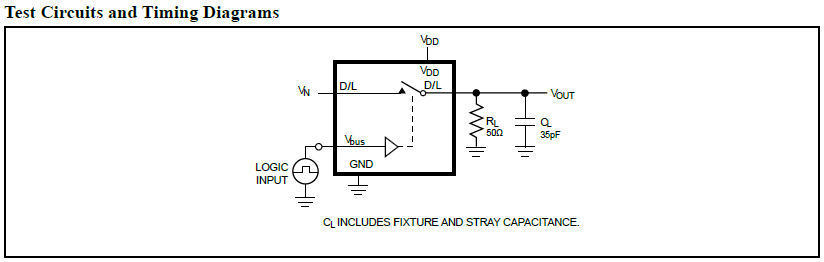 Test Circuits and Timing Diagrams
VDD
VDD
VN
D/L
D/L
VOUT
RL
50Ω
CL
35pF
Vbus
LOGIC
INPUT
GND
CL INCLUDES FIXTURE AND STRAY CAPACITANCE.